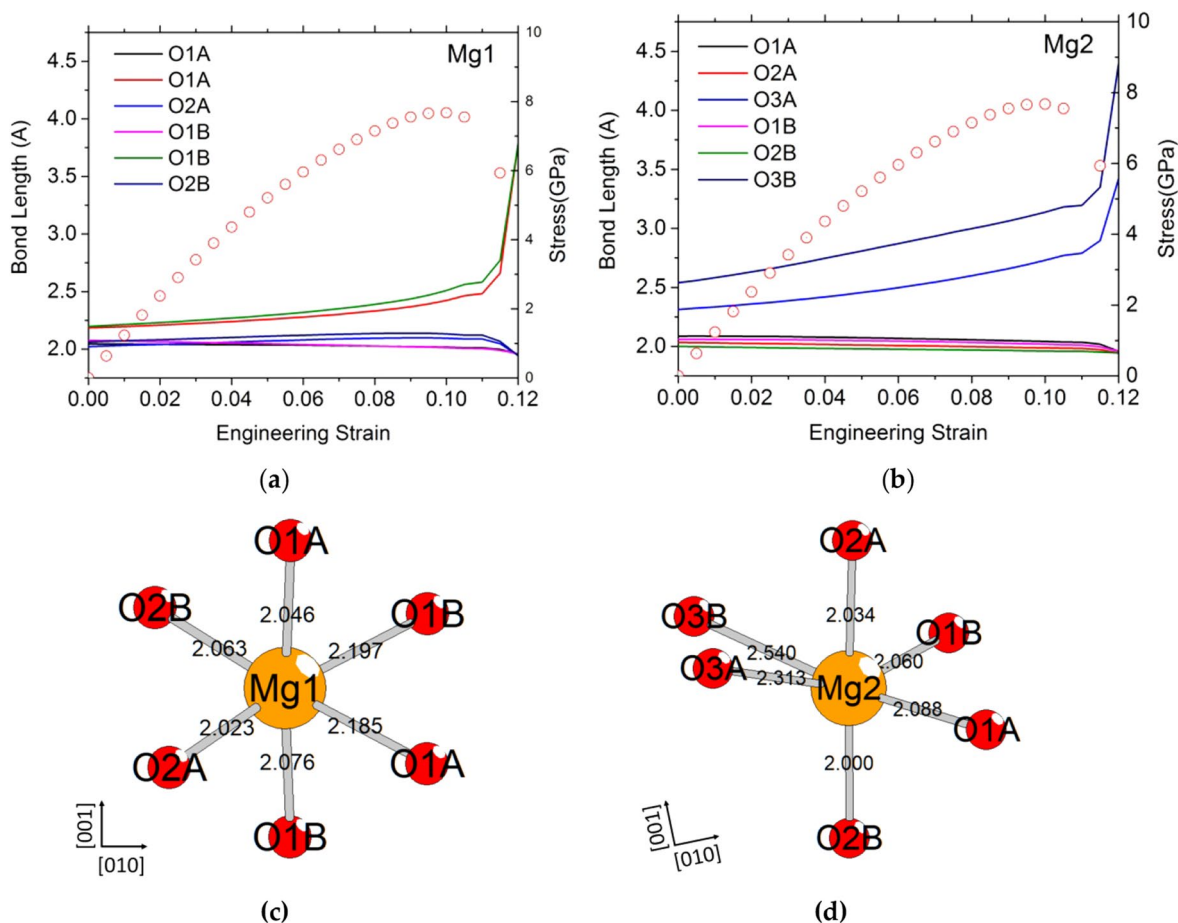 Mg1
O1A
O1A
O2A
O1B
O1B
O2B
4.5
4.0
3.5
3.0
2.5
2.0
Bond Length (A)
10
8
6
4
2
0
Stress(GPa)
0.00 0.02 0.04 0.06 0.08 0.10 0.12
Engineering Strain
(a)
Mg2
O1A
O2A
O3A
O1B
O2B
O3B
4.5
4.0
3.5
3.0
2.5
2.0
Bond Length (A)
10
8
6
4
2
0
Stress(GPa)
0.00 0.02 0.04 0.06 0.08 0.10 0.12
Engineering Strain
(b)
O1A
O2B
O1B
2.046
2.063
2.197
Mg1
2.023
2.185
2.076
O2A
O1A
O1B
[001]
[010]
(c)
O2A
O3B
O1B
2.034
2.540
2.060
O3A
2.313
Mg2
2.088
O1A
2.000
O2B
[001]
[010]
(d)